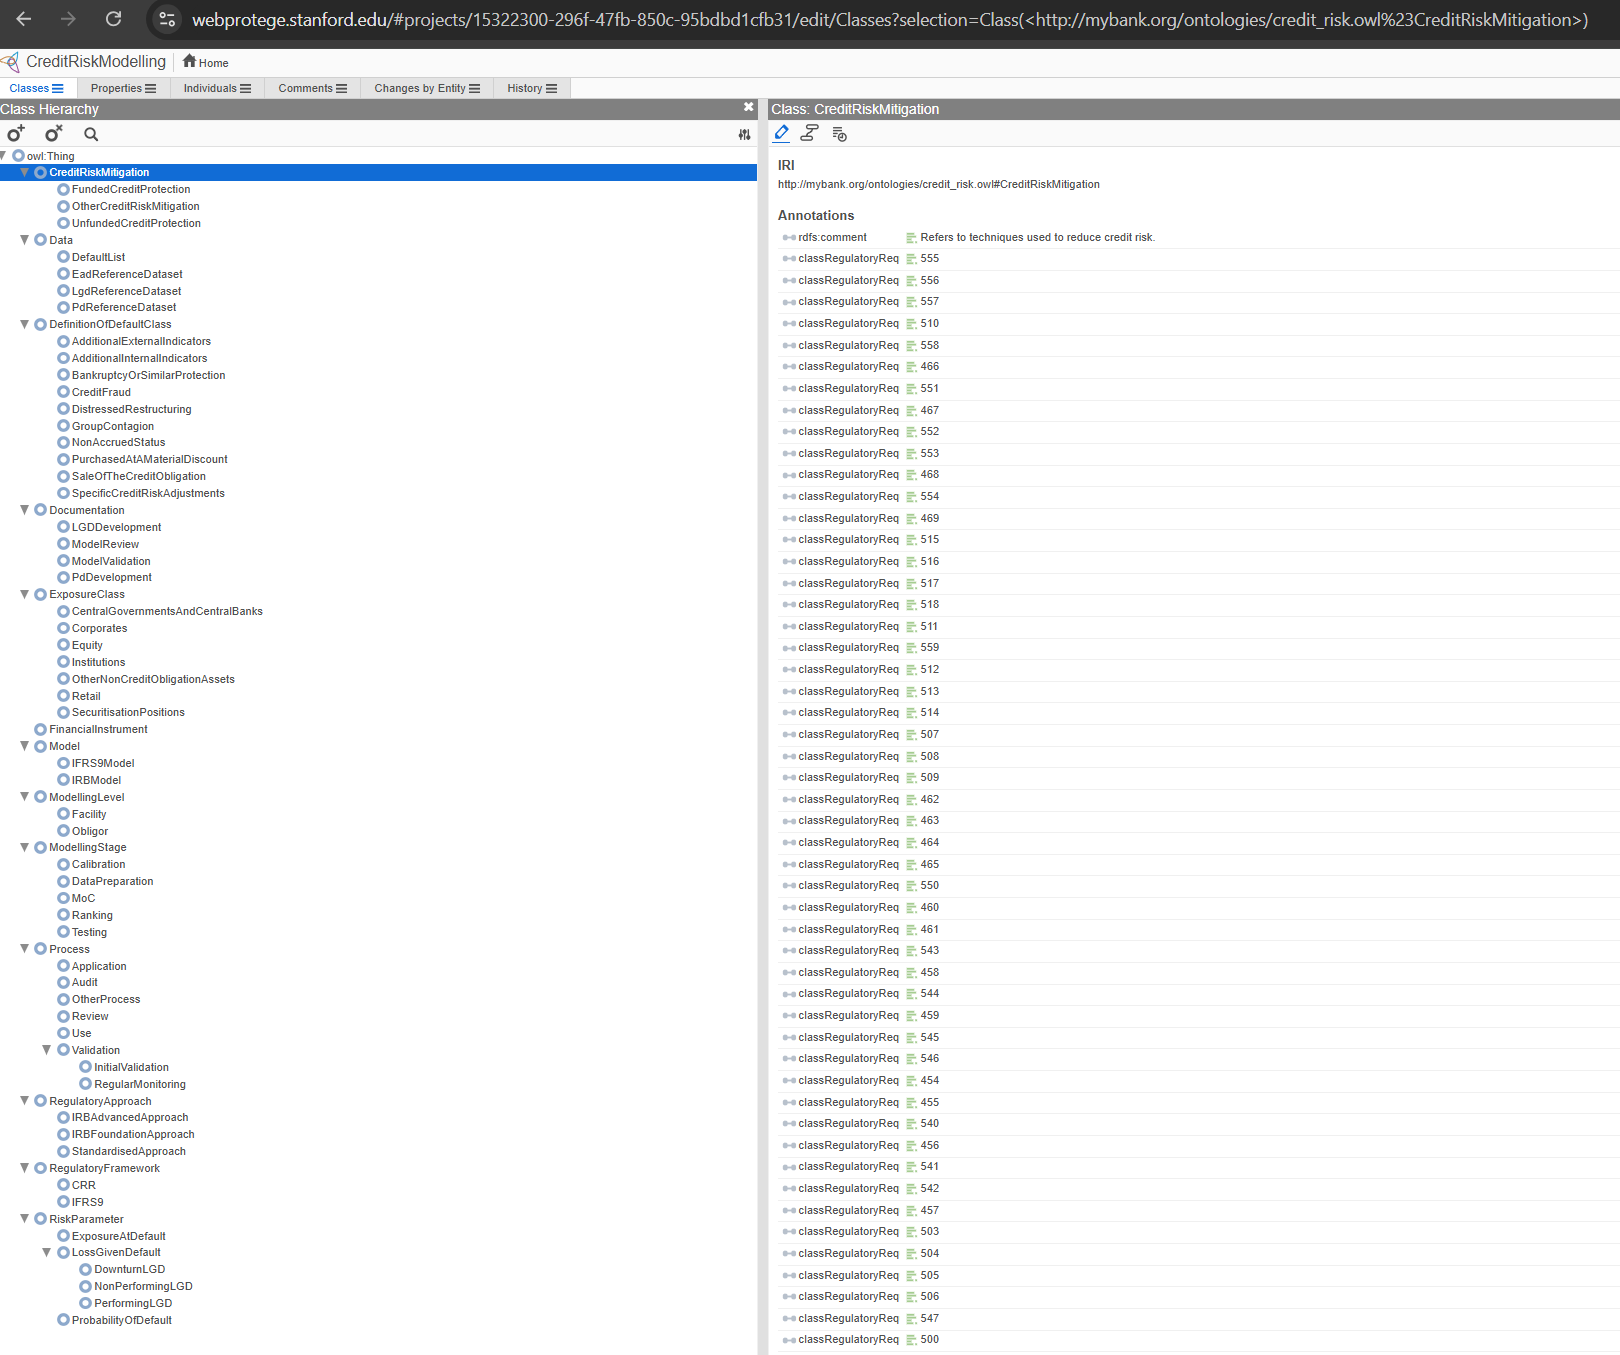 webprotege.stanford.edu/#projects/15322300-296f-47fb-850c-95bdbd1cfb31/edit/Classes?selection=Class(<http://mybank.org/ontologies/credit_risk.owl%23CreditRiskMitigation>)
CreditRiskModelling
Home
Classes
Properties
Individuals
Comments
Changes by Entity
History
Class Hierarchy
owl:Thing
CreditRiskMitigation
FundedCreditProtection
OtherCreditRiskMitigation
UnfundedCreditProtection
Data
DefaultList
EadReferenceDataset
LgdReferenceDataset
PdReferenceDataset
DefinitionOfDefaultClass
AdditionalExternalIndicators
AdditionalInternalIndicators
BankruptcyOrSimilarProtection
CreditFraud
DistressedRestructuring
GroupContagion
NonAccruedStatus
PurchasedAtAMaterialDiscount
SaleOfTheCreditObligation
SpecificCreditRiskAdjustments
Documentation
LGDDevelopment
ModelReview
ModelValidation
PdDevelopment
ExposureClass
CentralGovernmentsAndCentralBanks
Corporates
Equity
Institutions
OtherNonCreditObligationAssets
Retail
SecuritisationPositions
FinancialInstrument
Model
IFRS9Model
IRBModel
ModellingLevel
Facility
Obligor
ModellingStage
Calibration
DataPreparation
MoC
Ranking
Testing
Process
Application
Audit
OtherProcess
Review
Use
Validation
InitialValidation
RegularMonitoring
RegulatoryApproach
IRBAdvancedApproach
IRBFoundationApproach
StandardisedApproach
RegulatoryFramework
CRR
IFRS9
RiskParameter
ExposureAtDefault
LossGivenDefault
DownturnLGD
NonPerformingLGD
PerformingLGD
ProbabilityOfDefault
Class: CreditRiskMitigation
IRI
http://mybank.org/ontologies/credit_risk.owl#CreditRiskMitigation
Annotations
rdfs:comment Refers to techniques used to reduce credit risk.
classRegulatoryReq 555
classRegulatoryReq 556
classRegulatoryReq 557
classRegulatoryReq 510
classRegulatoryReq 558
classRegulatoryReq 466
classRegulatoryReq 551
classRegulatoryReq 467
classRegulatoryReq 552
classRegulatoryReq 553
classRegulatoryReq 468
classRegulatoryReq 554
classRegulatoryReq 469
classRegulatoryReq 515
classRegulatoryReq 516
classRegulatoryReq 517
classRegulatoryReq 518
classRegulatoryReq 511
classRegulatoryReq 559
classRegulatoryReq 512
classRegulatoryReq 513
classRegulatoryReq 514
classRegulatoryReq 507
classRegulatoryReq 508
classRegulatoryReq 509
classRegulatoryReq 462
classRegulatoryReq 463
classRegulatoryReq 464
classRegulatoryReq 465
classRegulatoryReq 550
classRegulatoryReq 460
classRegulatoryReq 461
classRegulatoryReq 543
classRegulatoryReq 458
classRegulatoryReq 544
classRegulatoryReq 459
classRegulatoryReq 545
classRegulatoryReq 546
classRegulatoryReq 454
classRegulatoryReq 455
classRegulatoryReq 540
classRegulatoryReq 456
classRegulatoryReq 541
classRegulatoryReq 542
classRegulatoryReq 457
classRegulatoryReq 503
classRegulatoryReq 504
classRegulatoryReq 505
classRegulatoryReq 506
classRegulatoryReq 547
classRegulatoryReq 500